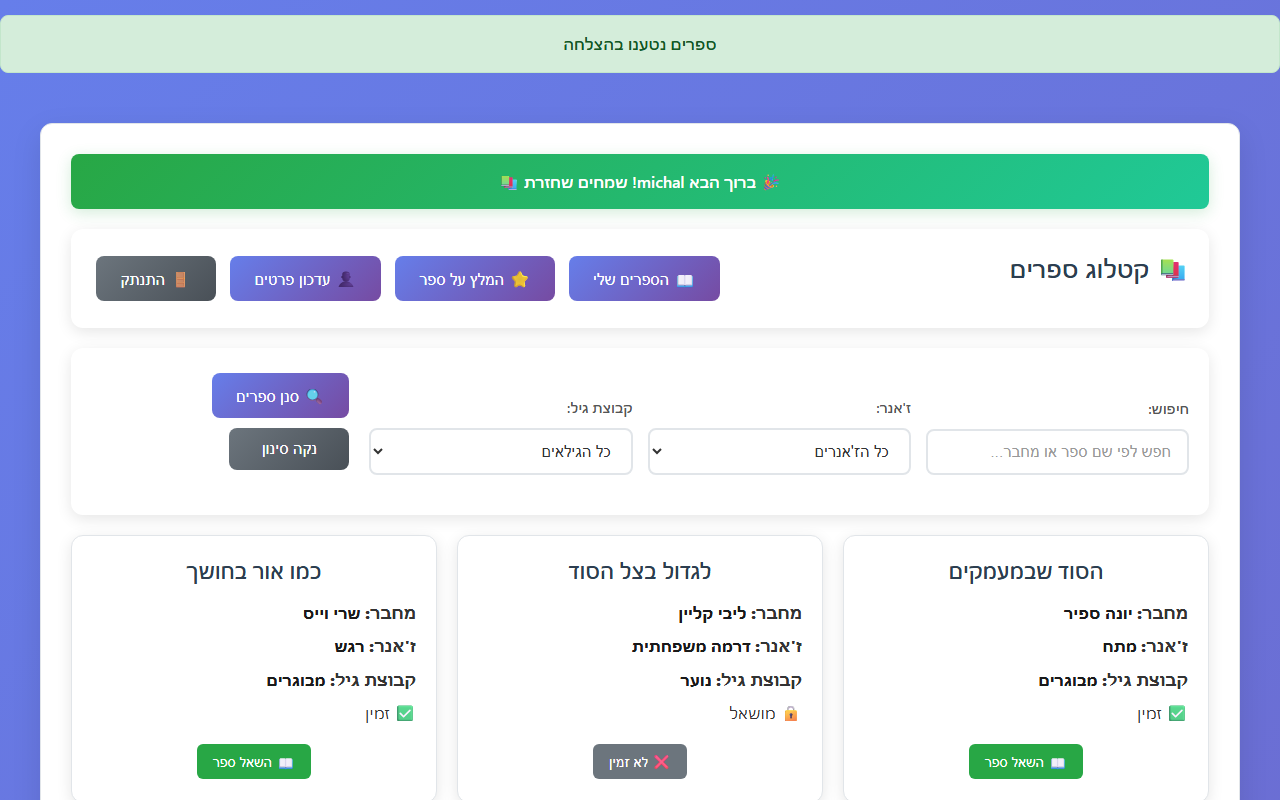 ספרים נטענו בהצלחה
🎉 ברוך הבא michal! שמחים שחזרת 📚
📚 קטלוג ספרים
📖 הספרים שלי
⭐ המלץ על ספר
👤 עדכון פרטים
🚪 התנתק
חיפוש:
חפש לפי שם ספר או מחבר...
ז'אנר:
כל הז'אנרים
קבוצת גיל:
כל הגילאים
🔍 סנן ספרים
נקה סינון
הסוד שבמעמקים
מחבר: יונה ספיר
ז'אנר: מתח
קבוצת גיל: מבוגרים
✅ זמין
📖 השאל ספר
לגדול בצל הסוד
מחבר: ליבי קליין
ז'אנר: דרמה משפחתית
קבוצת גיל: נוער
🔒 מושאל
❌ לא זמין
כמו אור בחושך
מחבר: שרי וייס
ז'אנר: רגש
קבוצת גיל: מבוגרים
✅ זמין
📖 השאל ספר